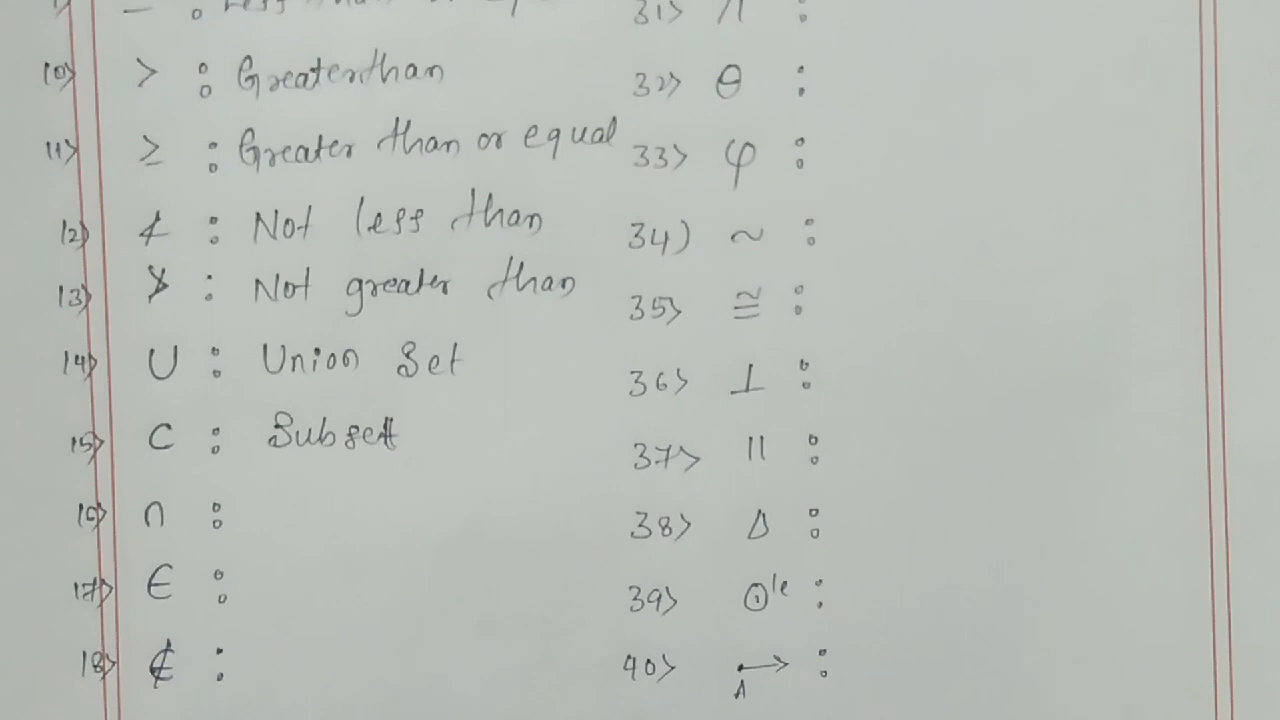 10> > : Greaterthan
11> ≥ : Greater than or equal
12) ≮ : Not less than
13) ≯ : Not greater than
14> ∪ : Union Set
15> ⊂ : Subset
16> ∩ :
17> ∈ :
18> ∉ :
31> π :
32> θ :
33> φ :
34) ~ :
35> ≅ :
36> ⊥ :
37> || :
38> Δ :
39> ⊙le :
40> •→ :
A